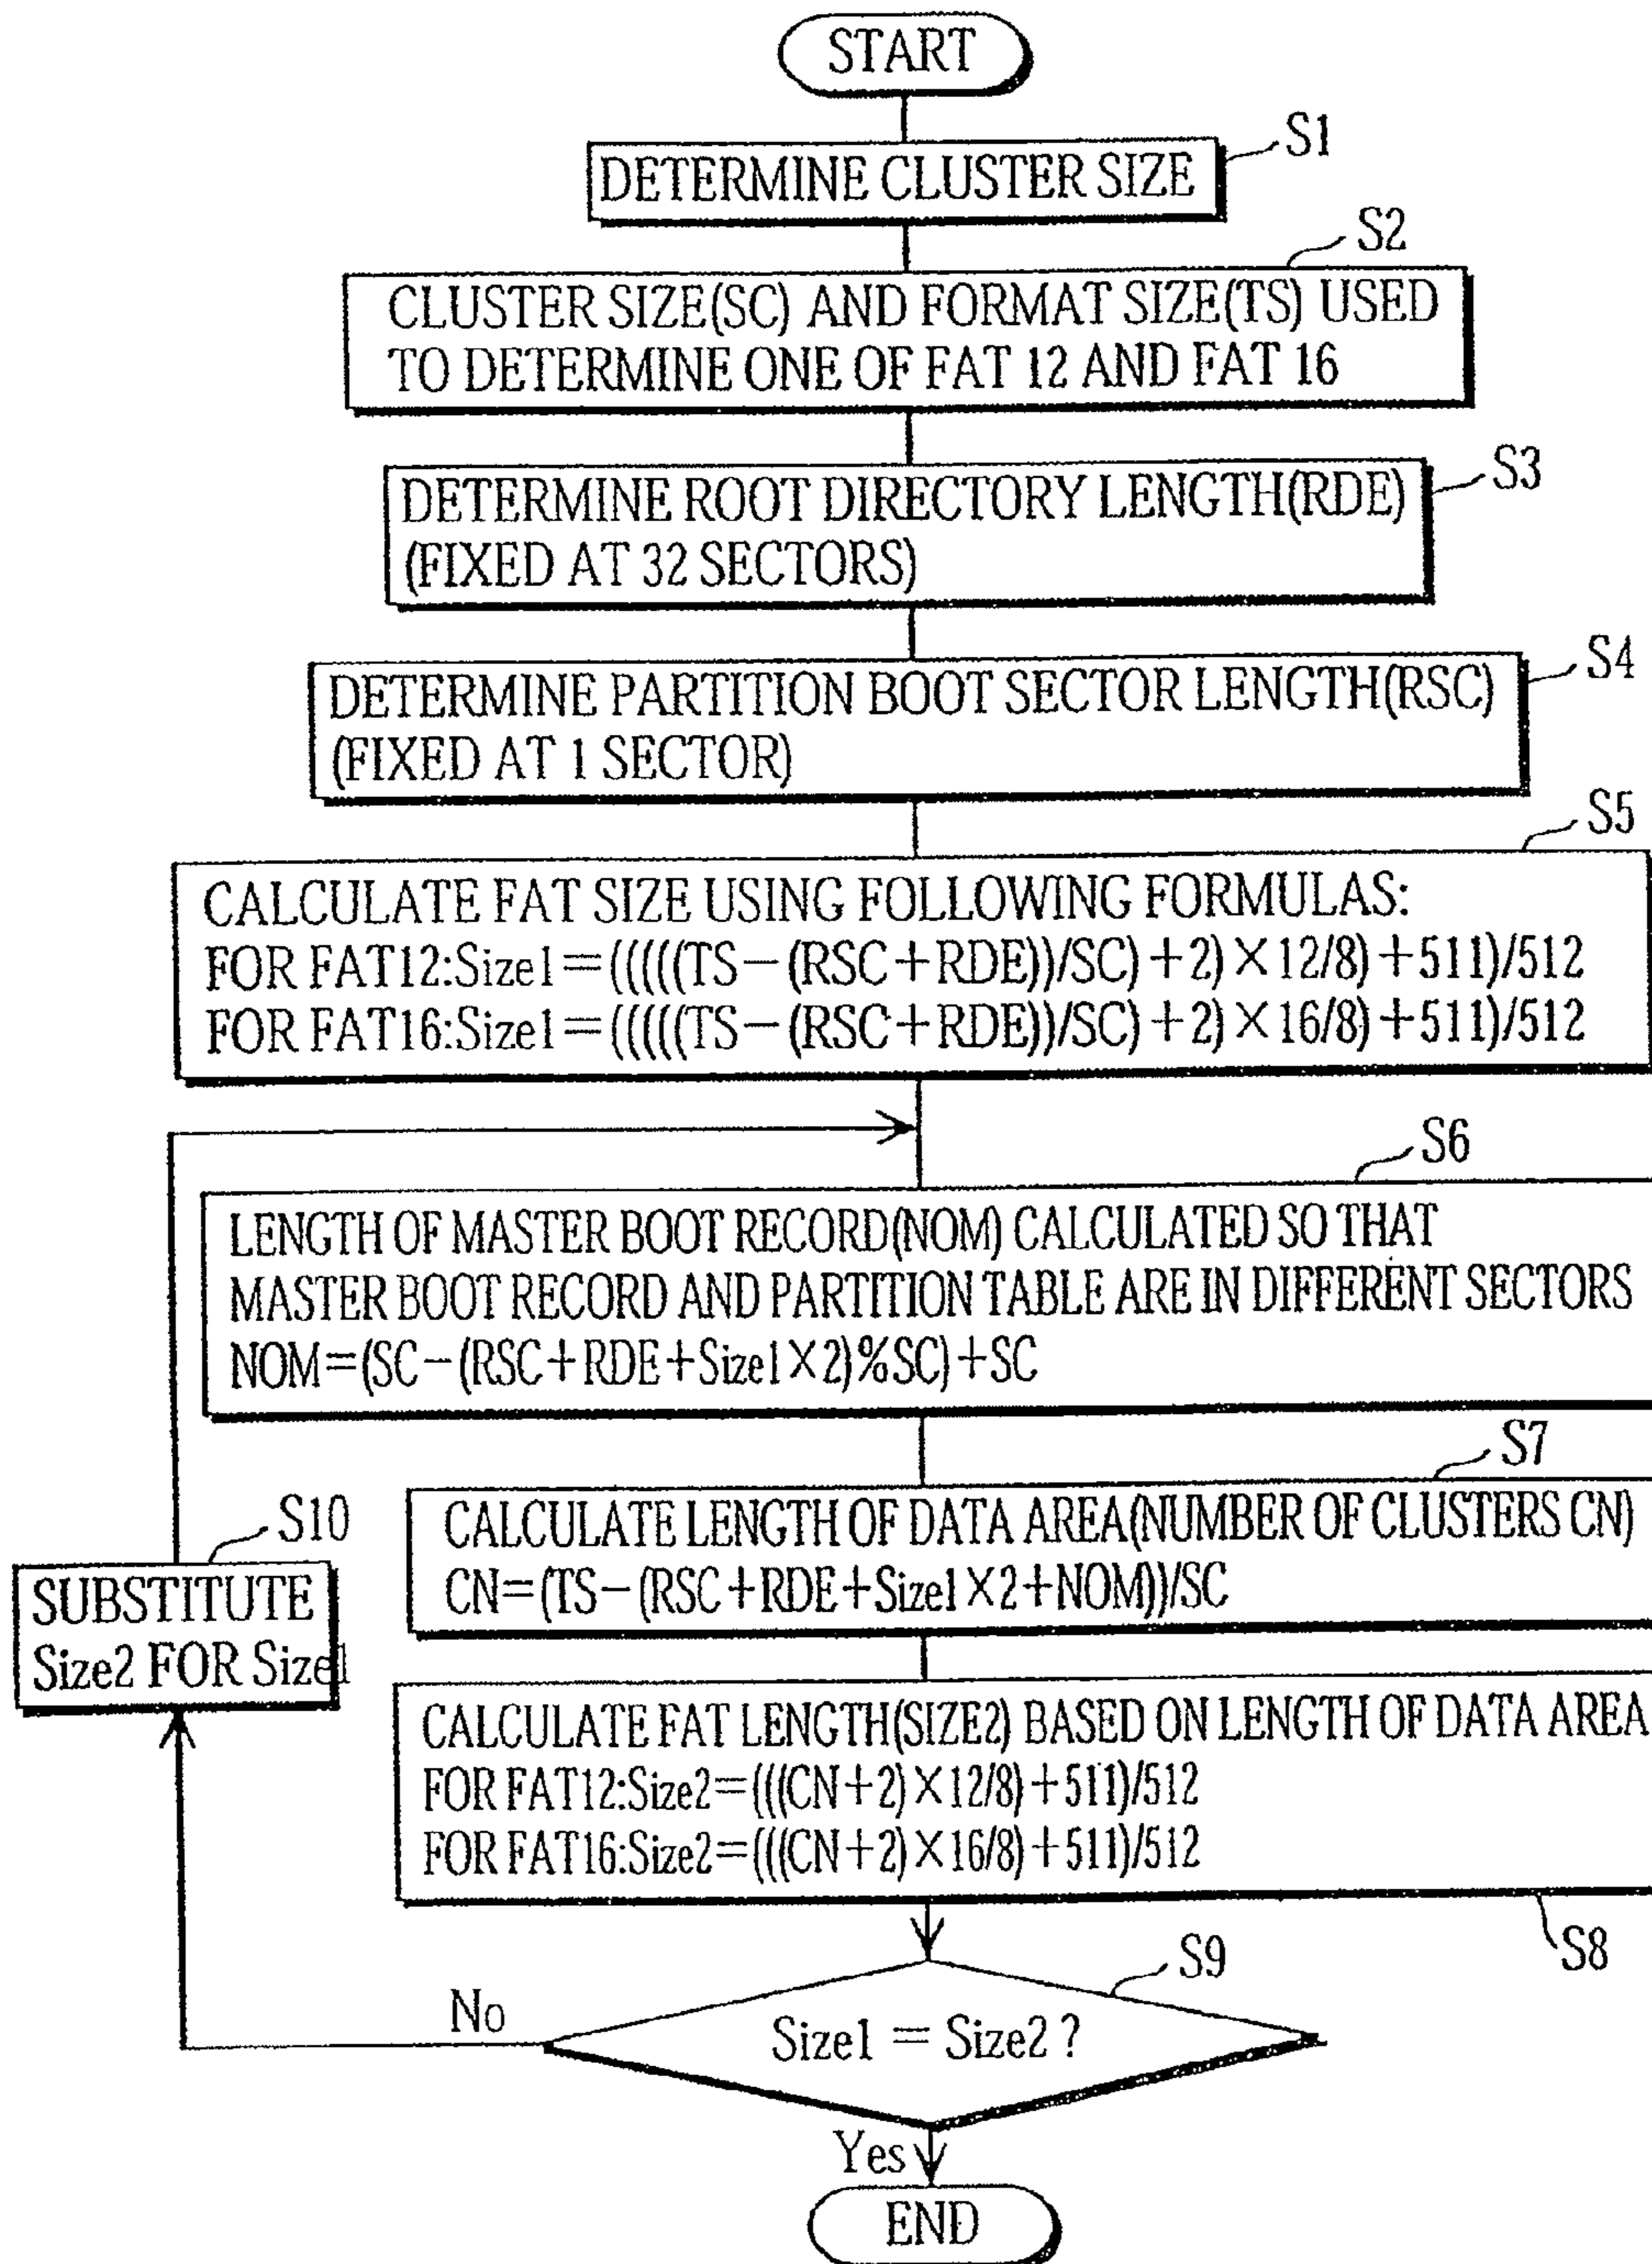 START
S1
DETERMINE CLUSTER SIZE
S2
CLUSTER SIZE(SC) AND FORMAT SIZE(TS) USED
TO DETERMINE ONE OF FAT 12 AND FAT 16
S3
DETERMINE ROOT DIRECTORY LENGTH(RDE)
(FIXED AT 32 SECTORS)
S4
DETERMINE PARTITION BOOT SECTOR LENGTH(RSC)
(FIXED AT 1 SECTOR)
S5
CALCULATE FAT SIZE USING FOLLOWING FORMULAS:
FOR FAT12:Size1=(((((TS-(RSC+RDE))/SC)+2)×12/8)+511)/512
FOR FAT16:Size1=(((((TS-(RSC+RDE))/SC)+2)×16/8)+511)/512
S6
LENGTH OF MASTER BOOT RECORD(NOM) CALCULATED SO THAT
MASTER BOOT RECORD AND PARTITION TABLE ARE IN DIFFERENT SECTORS
NOM=(SC-(RSC+RDE+Size1×2)%SC)+SC
S7
CALCULATE LENGTH OF DATA AREA(NUMBER OF CLUSTERS CN)
CN=(TS-(RSC+RDE+Size1×2+NOM))/SC
S10
SUBSTITUTE
Size2 FOR Size1
CALCULATE FAT LENGTH(SIZE2) BASED ON LENGTH OF DATA AREA
FOR FAT12:Size2=(((CN+2)×12/8)+511)/512
FOR FAT16:Size2=(((CN+2)×16/8)+511)/512
S8
S9
No
Size1 = Size2 ?
Yes
END